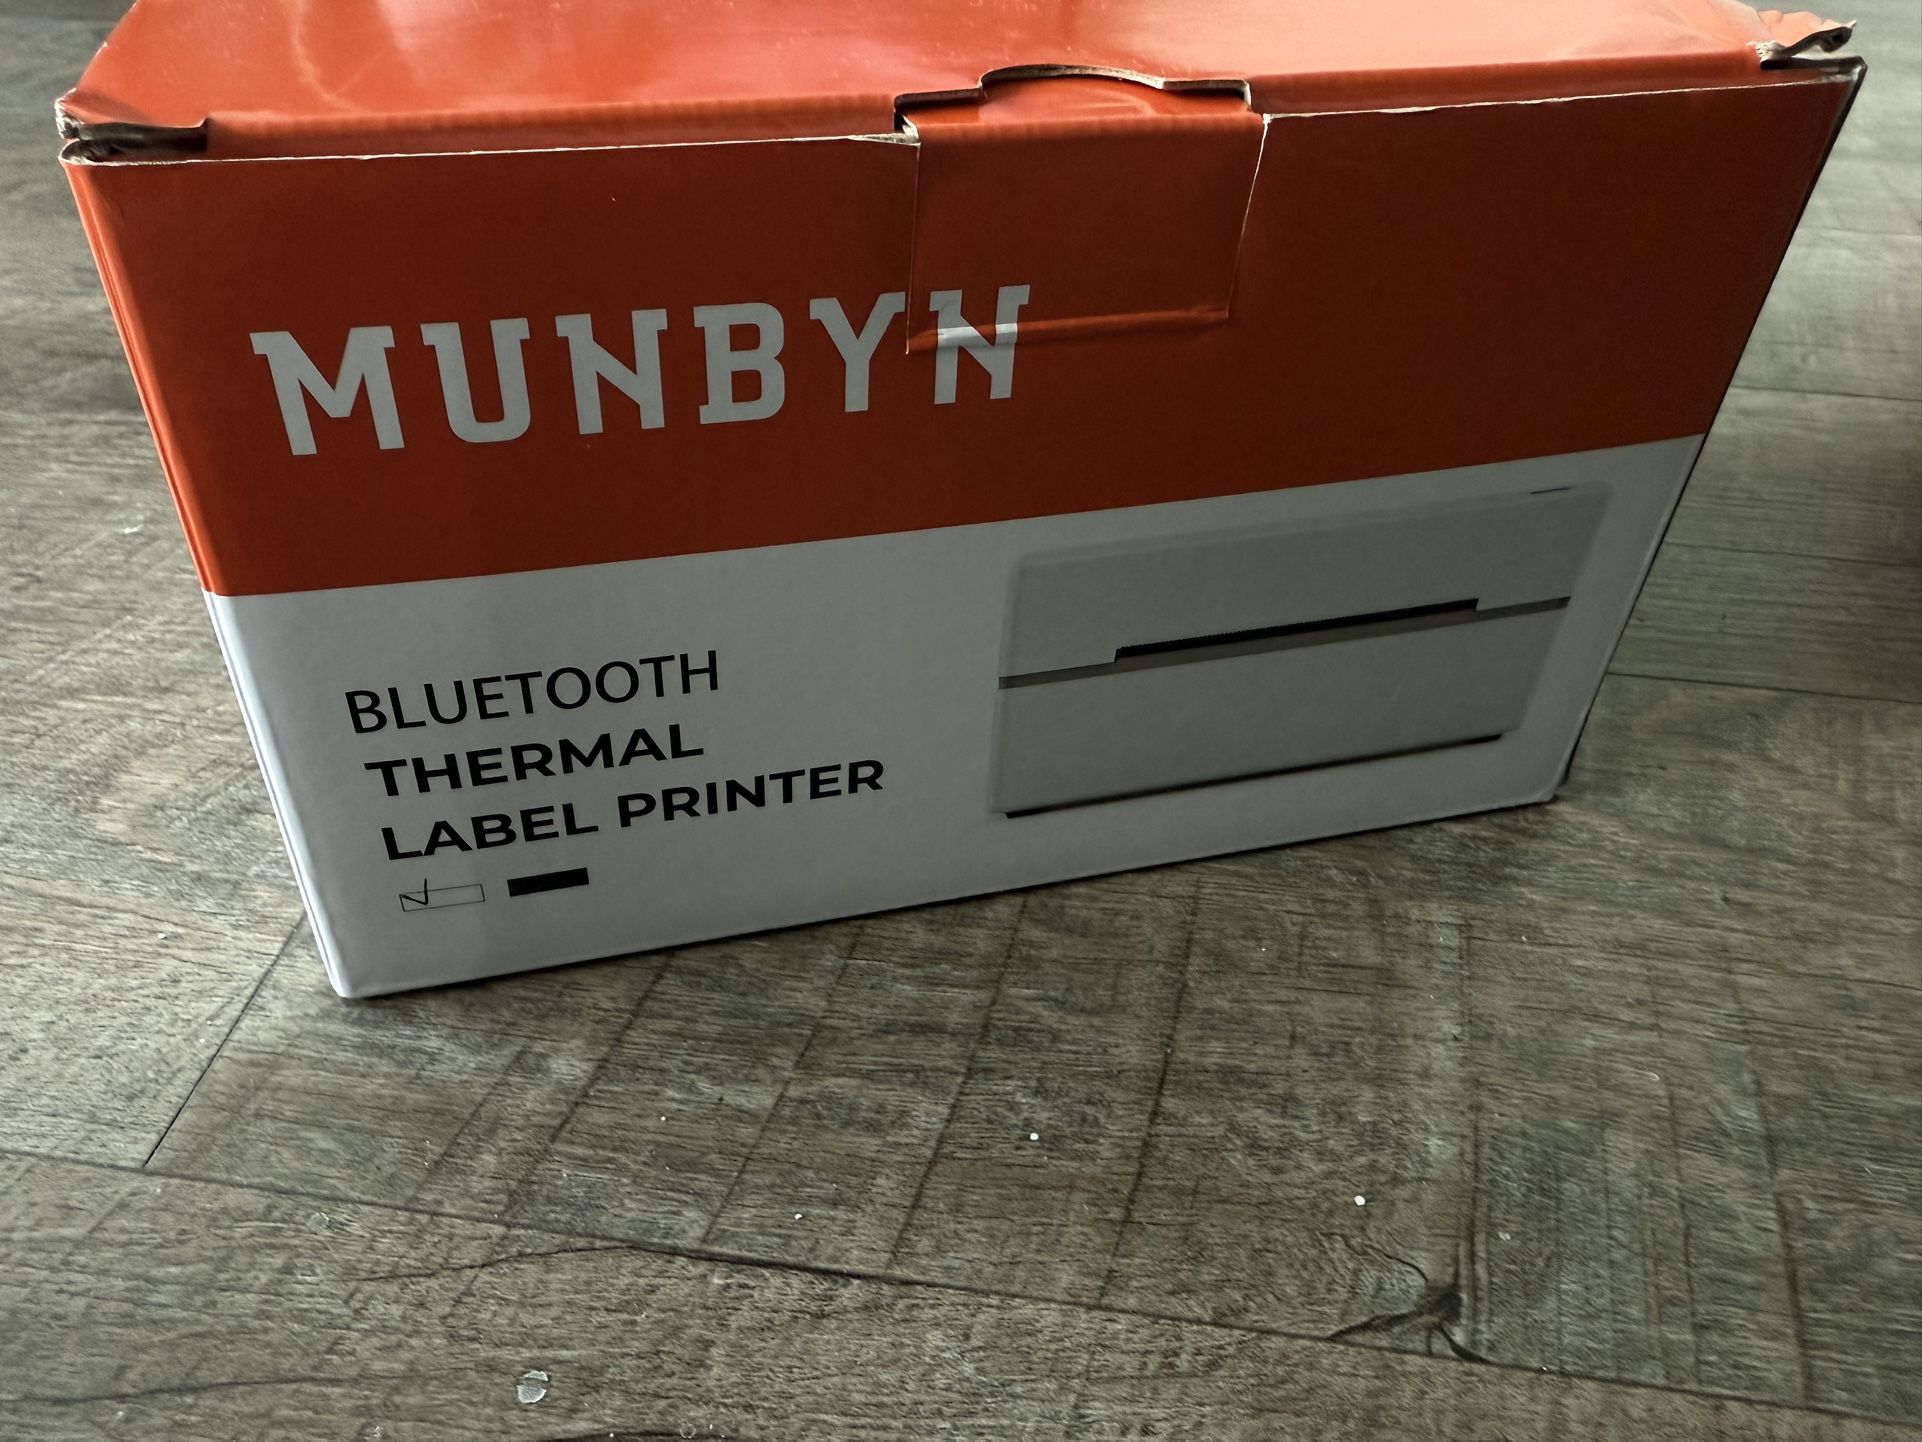 MUNBYN
BLUETOOTH
THERMAL
LABEL PRINTER